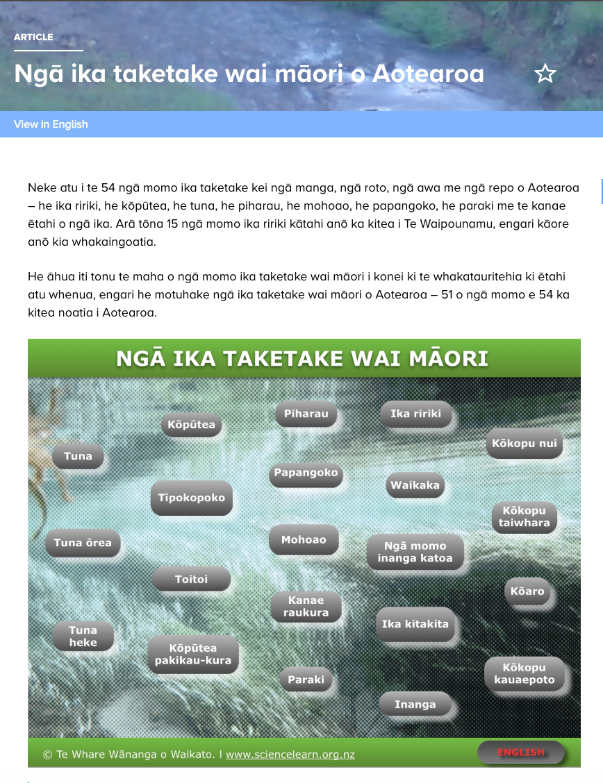 ARTICLE
Ngā ika taketake wai māori o Aotearoa
View in English
Neke atu i te 54 ngā momo ika taketake kei ngā manga, ngā roto, ngā awa me ngā repo o Aotearoa
– he ika ririki, he kōpūtea, he tuna, he piharau, he mohoao, he papangoko, he paraki me te kanae
ētahi o ngā ika. Arā tōna 15 ngā momo ika ririki kātahi anō ka kitea i Te Waipounamu, engari kāore
anō kia whakaingoatia.
He āhua iti tonu te maha o ngā momo ika taketake wai māori i konei ki te whakatauritehia ki ētahi
atu whenua, engari he motuhake ngā ika taketake wai māori o Aotearoa – 51 o ngā momo e 54 ka
kitea noatia i Aotearoa.
NGĀ IKA TAKETAKE WAI MĀORI
Tuna
Tuna ōrea
Tuna
heke
Kōpūtea
Tīpokopoko
Toitoi
Kōpūtea
pakikau-kura
Piharau
Papangoko
Mohoao
Kanae
raukura
Paraki
Ika ririki
Waikaka
Ngā momo
inanga katoa
Ika kitakita
Inanga
Kōkopu nui
Kōkopu
taiwhara
Kōaro
Kōkopu
kauaepoto
© Te Whare Wānanga o Waikato. | www.sciencelearn.org.nz
ENGLISH